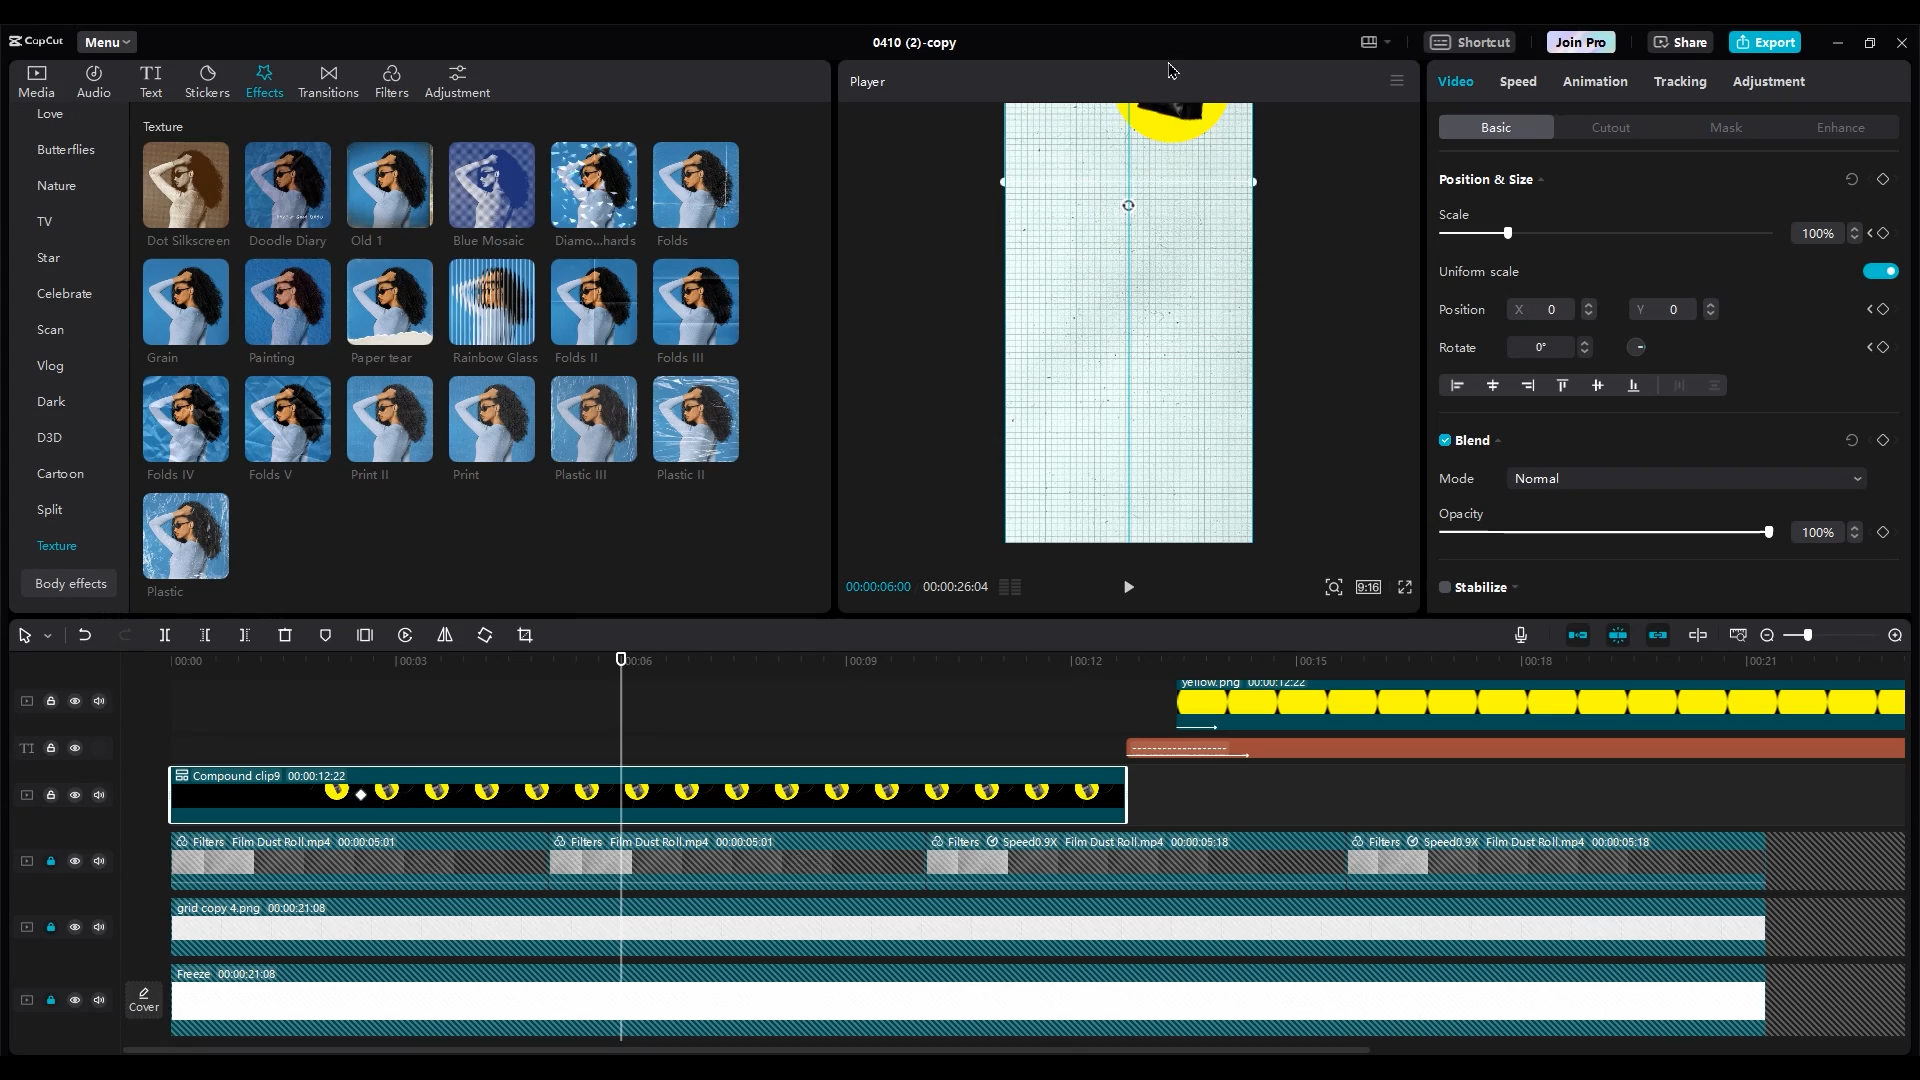 CapCut Menu 0410 (2)-copy Shortcut Join Pro Share Export
Media Audio Text Stickers Effects Transitions Filters Adjustment
Love
Butterflies
Nature
TV
Star
Celebrate
Scan
Vlog
Dark
D3D
Cartoon
Split
Texture
Body effects
Texture
Dot Silkscreen Doodle Diary Old 1 Blue Mosaic Diamo...hards Folds
Grain Painting Paper tear Rainbow Glass Folds II Folds III
Folds IV Folds V Print II Print Plastic III Plastic II
Plastic
Player
00:00:06:00 00:00:26:04 9:16
Video Speed Animation Tracking Adjustment
Basic Cutout Mask Enhance
Position & Size
Scale
100%
Uniform scale
Position X 0 Y 0
Rotate 0°
Blend
Mode Normal
Opacity
100%
Stabilize
00:00 00:03 00:06 00:09 00:12 00:15 00:18 00:21
yellow.png 00:00:12:22
TI --------------------
Compound clip9 00:00:12:22
Filters Film Dust Roll.mp4 00:00:05:01 Filters Film Dust Roll.mp4 00:00:05:01 Filters Speed0.9X Film Dust Roll.mp4 00:00:05:18 Filters Speed0.9X Film Dust Roll.mp4 00:00:05:18
grid copy 4.png 00:00:21:08
Freeze 00:00:21:08
Cover